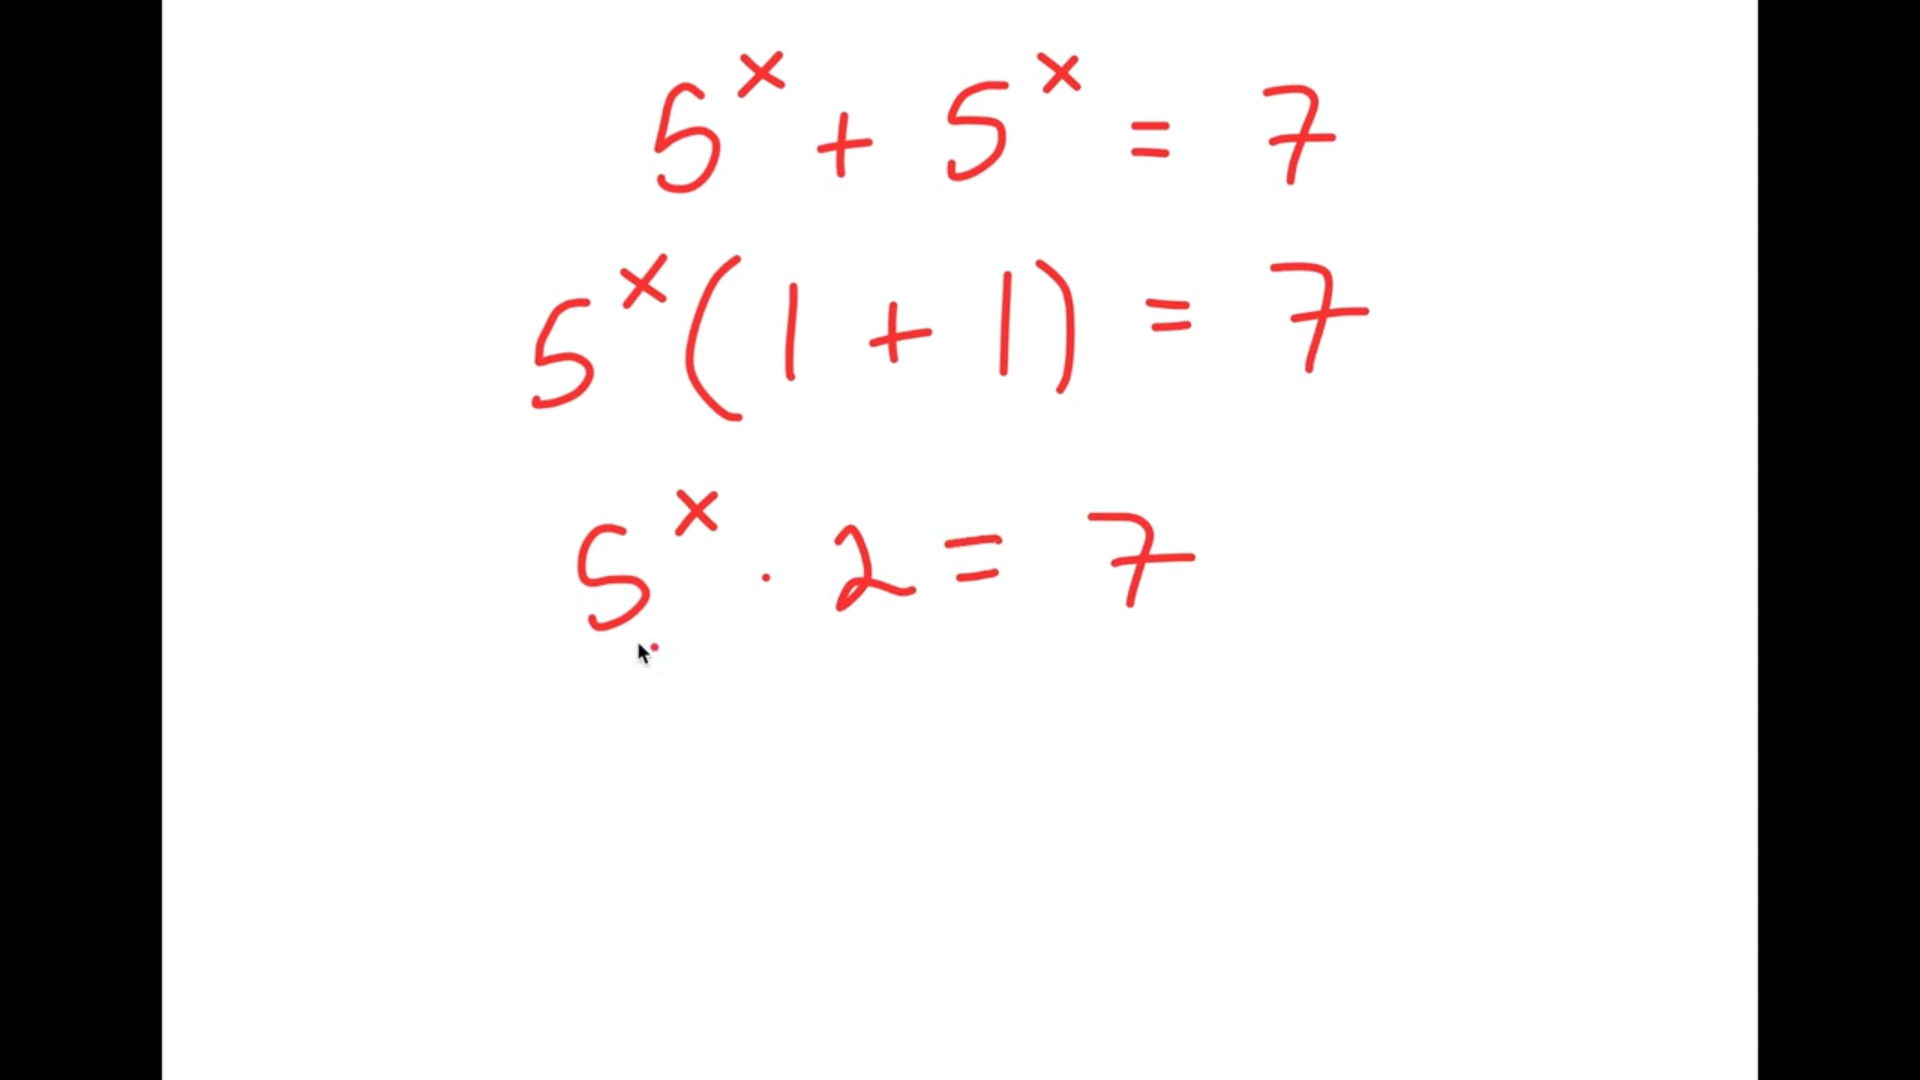 5^x + 5^x = 7
5^x(1 + 1) = 7
5^x · 2 = 7